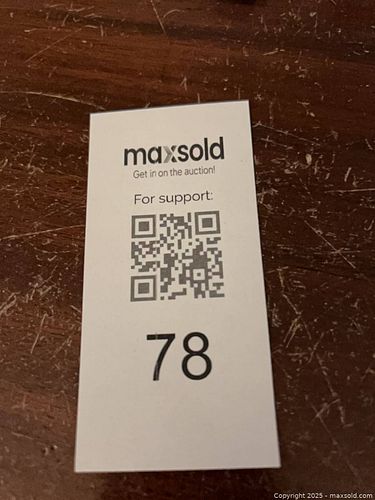 maxsold
Get in on the auction!
For support:
78
Copyright 2025 - maxsold.com